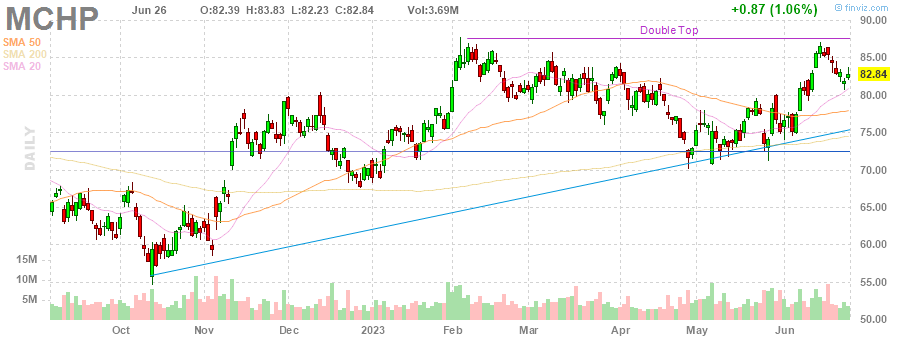 MCHP Jun 26 O:82.39 H:83.83 L:82.23 C:82.84 Vol:3.69M +0.87 (1.06%)
© finviz.com
SMA 50
SMA 200
SMA 20
DAILY
Double Top
90.00
85.00
82.84
80.00
75.00
70.00
65.00
60.00
55.00
50.00
15M
10M
5M
Oct Nov Dec 2023 Feb Mar Apr May Jun